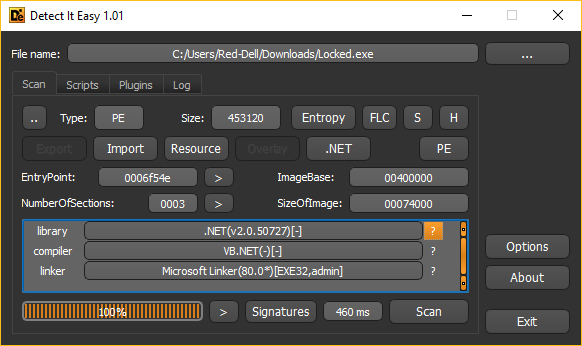 Detect It Easy 1.01
File name: C:/Users/Red-Dell/Downloads/Locked.exe ...
Scan Scripts Plugins Log
.. Type: PE Size: 453120 Entropy FLC S H
Export Import Resource Overlay .NET PE
EntryPoint: 0006f54e > ImageBase: 00400000
NumberOfSections: 0003 > SizeOfImage: 00074000
library .NET(v2.0.50727)[-] ?
compiler VB.NET(-)[-] ?
linker Microsoft Linker(80.0*)[EXE32,admin] ?
Options
About
100% > Signatures 460 ms Scan
Exit